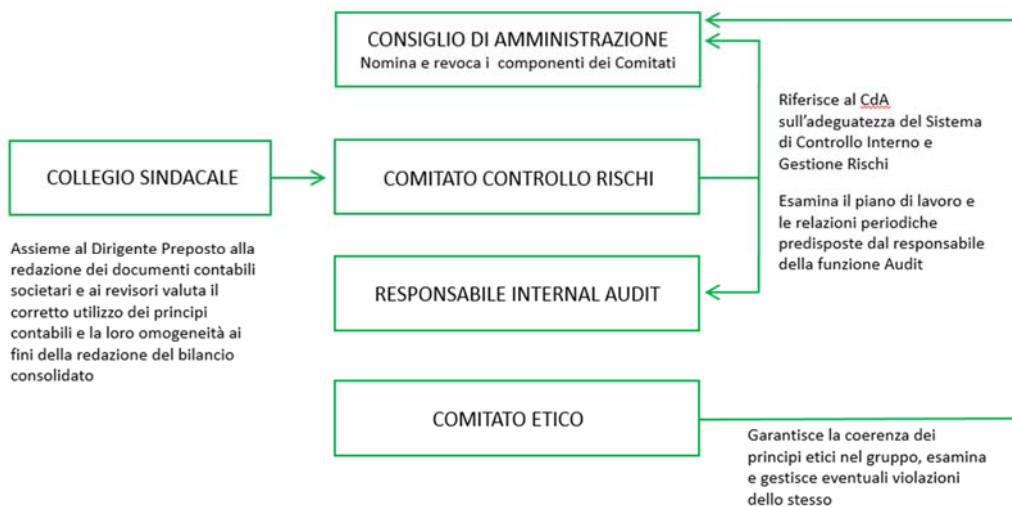 CONSIGLIO DI AMMINISTRAZIONE
Nomina e revoca i componenti dei Comitati
Riferisce al CdA
sull'adeguatezza del Sistema
di Controllo Interno e
Gestione Rischi
COLLEGIO SINDACALE
COMITATO CONTROLLO RISCHI
Esamina il piano di lavoro e
le relazioni periodiche
predisposte dal responsabile
della funzione Audit
Assieme al Dirigente Preposto alla
redazione dei documenti contabili
societari e ai revisori valuta il
corretto utilizzo dei principi
contabili e la loro omogeneità ai
fini della redazione del bilancio
consolidato
RESPONSABILE INTERNAL AUDIT
COMITATO ETICO
Garantisce la coerenza dei
principi etici nel gruppo, esamina
e gestisce eventuali violazioni
dello stesso